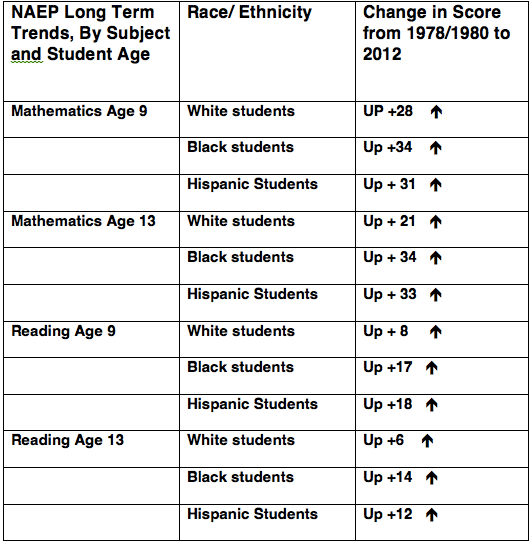 NAEP Long Term Trends, By Subject and Student Age Race/ Ethnicity Change in Score from 1978/1980 to 2012
Mathematics Age 9 White students UP +28 ↑
Black students Up +34 ↑
Hispanic Students Up + 31 ↑
Mathematics Age 13 White students Up + 21 ↑
Black students Up + 34 ↑
Hispanic Students Up + 33 ↑
Reading Age 9 White students Up + 8 ↑
Black students Up +17 ↑
Hispanic Students Up +18 ↑
Reading Age 13 White students Up +6 ↑
Black students Up +14 ↑
Hispanic Students Up +12 ↑